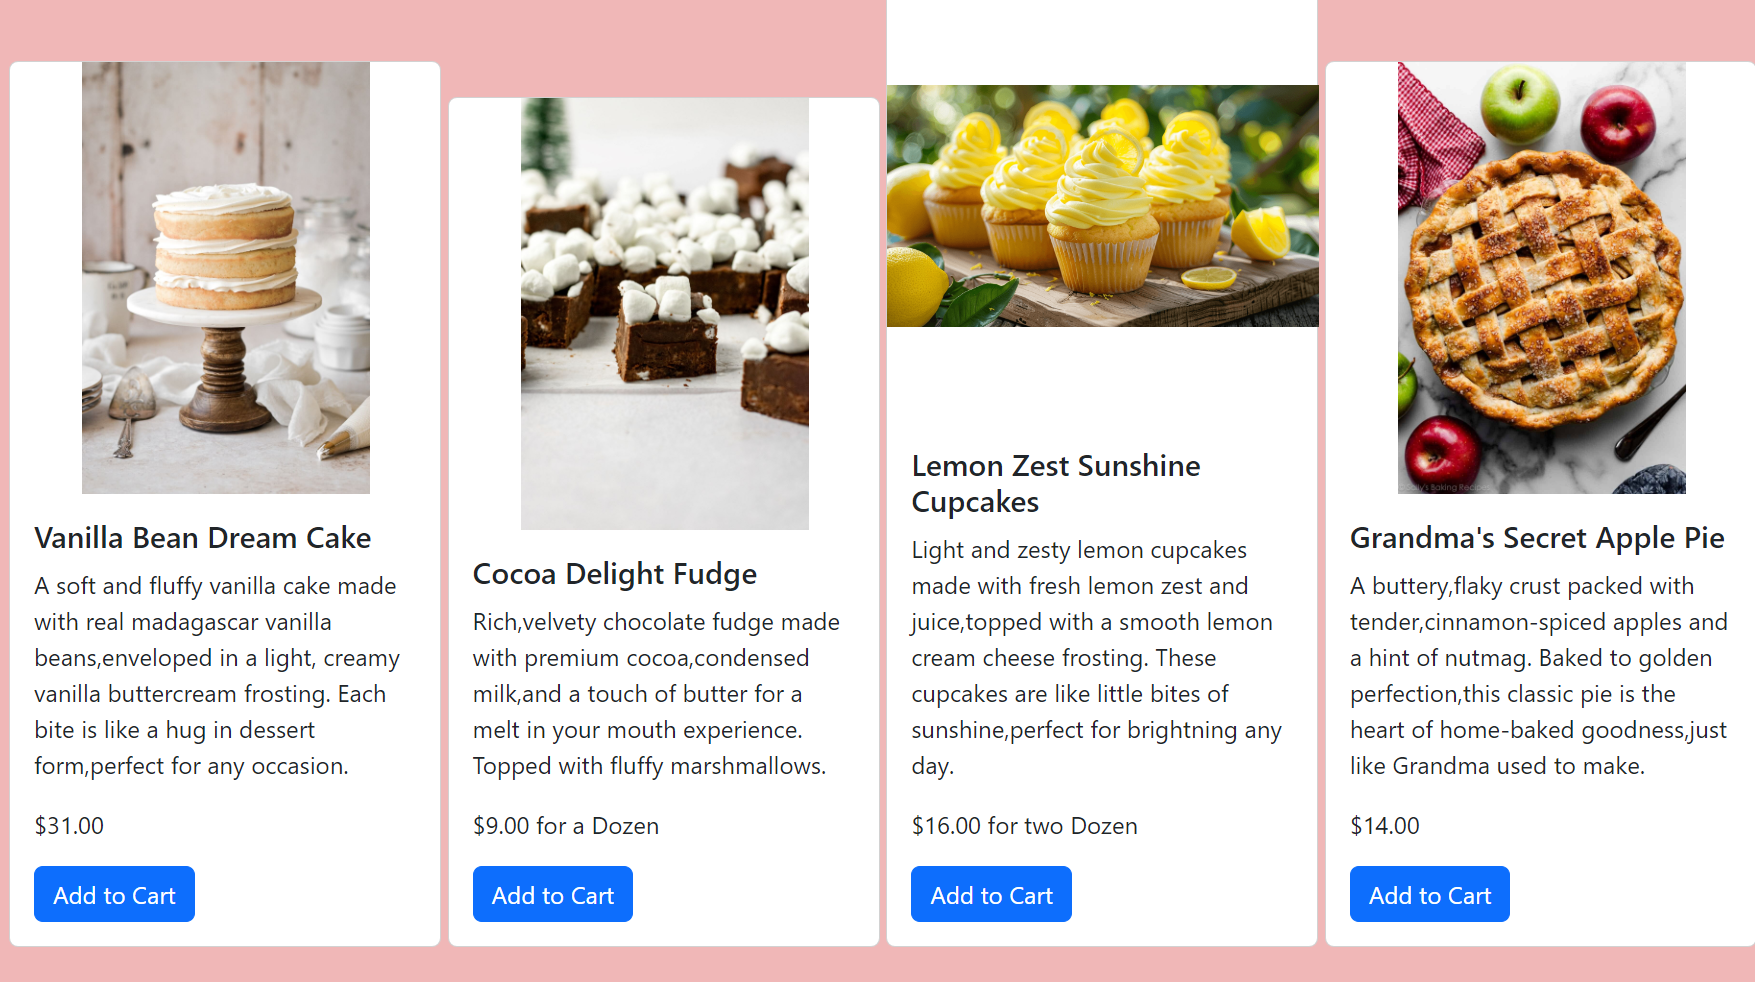 Vanilla Bean Dream Cake
A soft and fluffy vanilla cake made
with real madagascar vanilla
beans,enveloped in a light, creamy
vanilla buttercream frosting. Each
bite is like a hug in dessert
form,perfect for any occasion.
$31.00
Add to Cart
Cocoa Delight Fudge
Rich,velvety chocolate fudge made
with premium cocoa,condensed
milk,and a touch of butter for a
melt in your mouth experience.
Topped with fluffy marshmallows.
$9.00 for a Dozen
Add to Cart
Lemon Zest Sunshine
Cupcakes
Light and zesty lemon cupcakes
made with fresh lemon zest and
juice,topped with a smooth lemon
cream cheese frosting. These
cupcakes are like little bites of
sunshine,perfect for brightning any
day.
$16.00 for two Dozen
Add to Cart
Grandma's Secret Apple Pie
A buttery,flaky crust packed with
tender,cinnamon-spiced apples and
a hint of nutmag. Baked to golden
perfection,this classic pie is the
heart of home-baked goodness,just
like Grandma used to make.
$14.00
Add to Cart